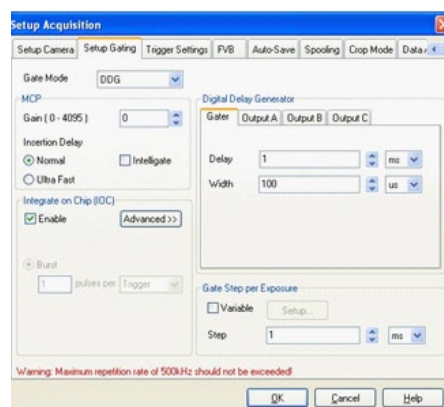 Setup Acquisition
Setup Camera Setup Gating Trigger Settings FVB Auto-Save Spooling Crop Mode Data
Gate Mode DDG
MCP
Gain ( 0 - 4095 ) 0
Insertion Delay
Normal Intelligate
Ultra Fast
Integrate on Chip (IOC)
Enable Advanced >>
Burst
1 pulses per Trigger
Digital Delay Generator
Gater Output A Output B Output C
Delay 1 ms
Width 100 us
Gate Step per Exposure
Variable Setup...
Step 1 ms
Warning: Maximum repetition rate of 500kHz should not be exceeded!
OK Cancel Help